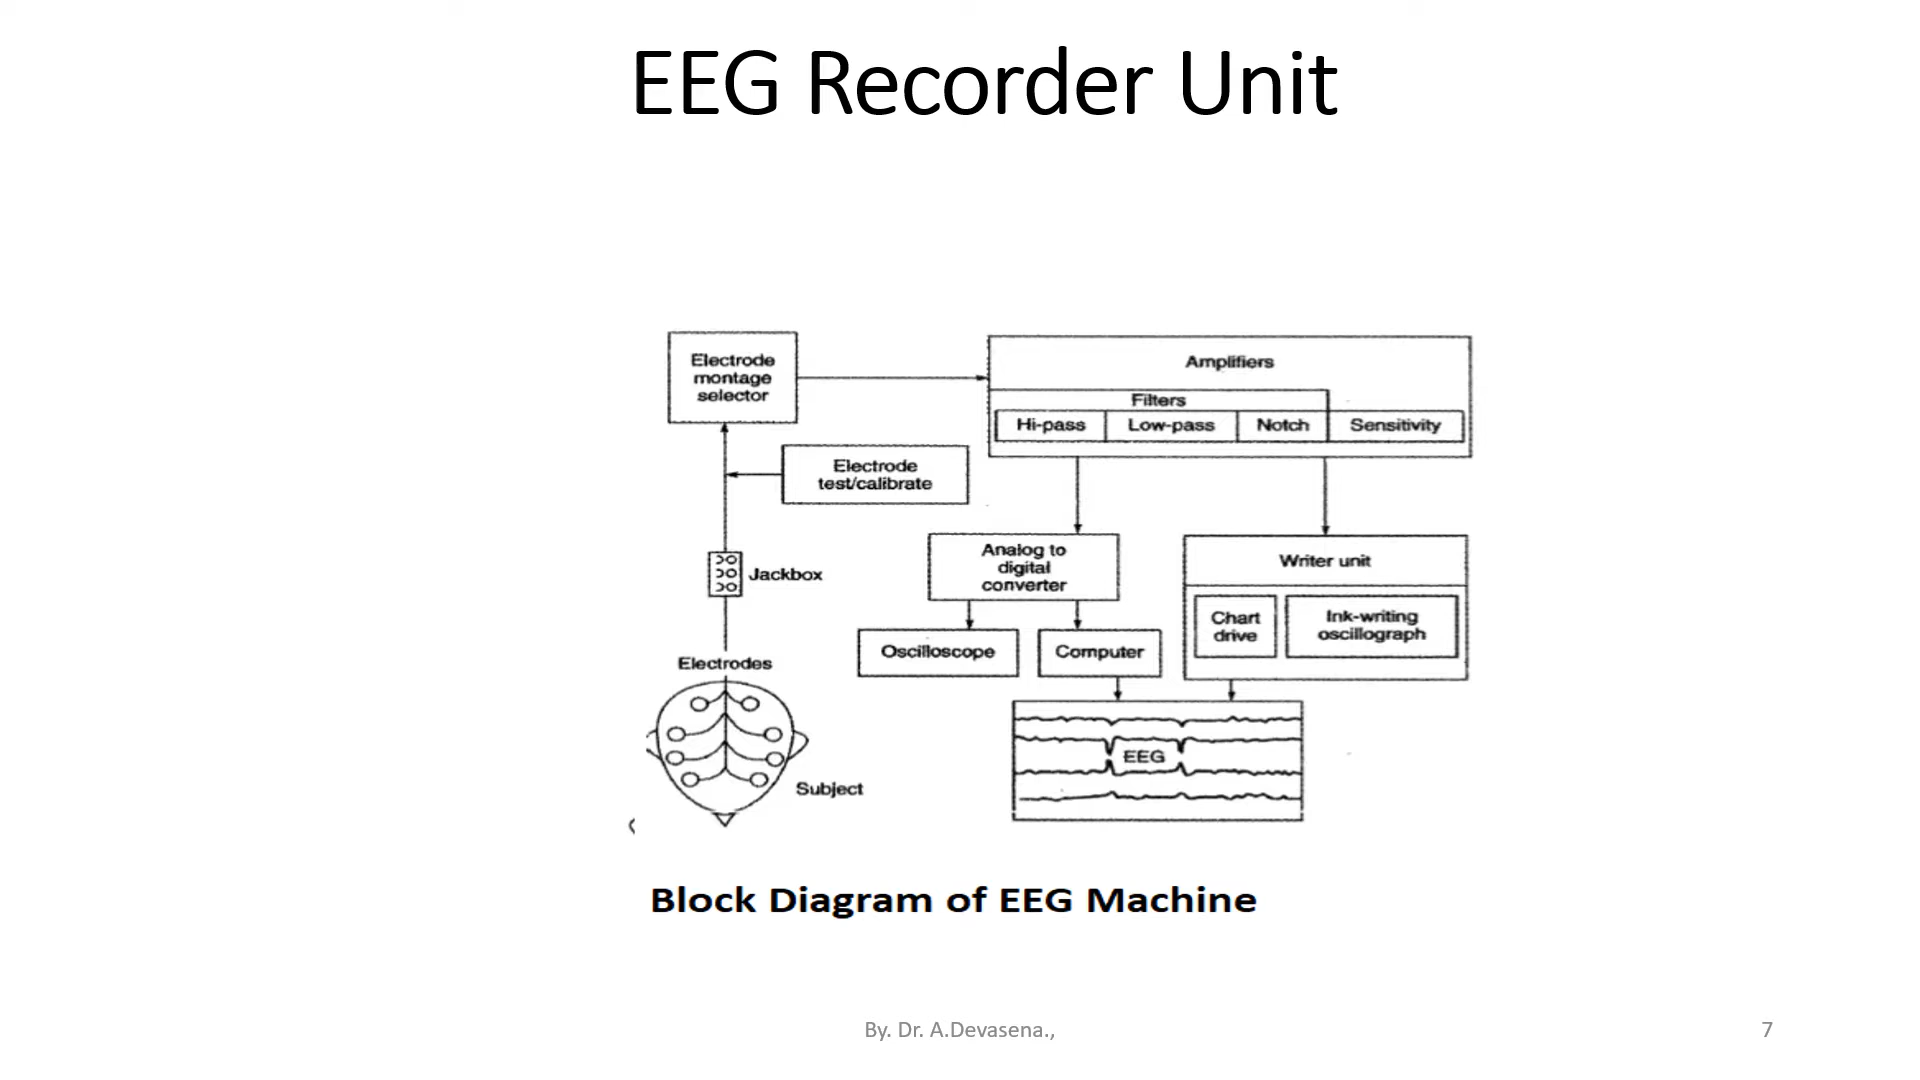 EEG Recorder Unit
Electrode
montage
selector
Amplifiers
Filters
Hi-pass
Low-pass
Notch
Sensitivity
Electrode
test/calibrate
Analog to
digital
converter
Writer unit
Jackbox
Chart
drive
Ink-writing
oscillograph
Oscilloscope
Computer
Electrodes
EEG
Subject
Block Diagram of EEG Machine
By. Dr. A.Devasena.,
7